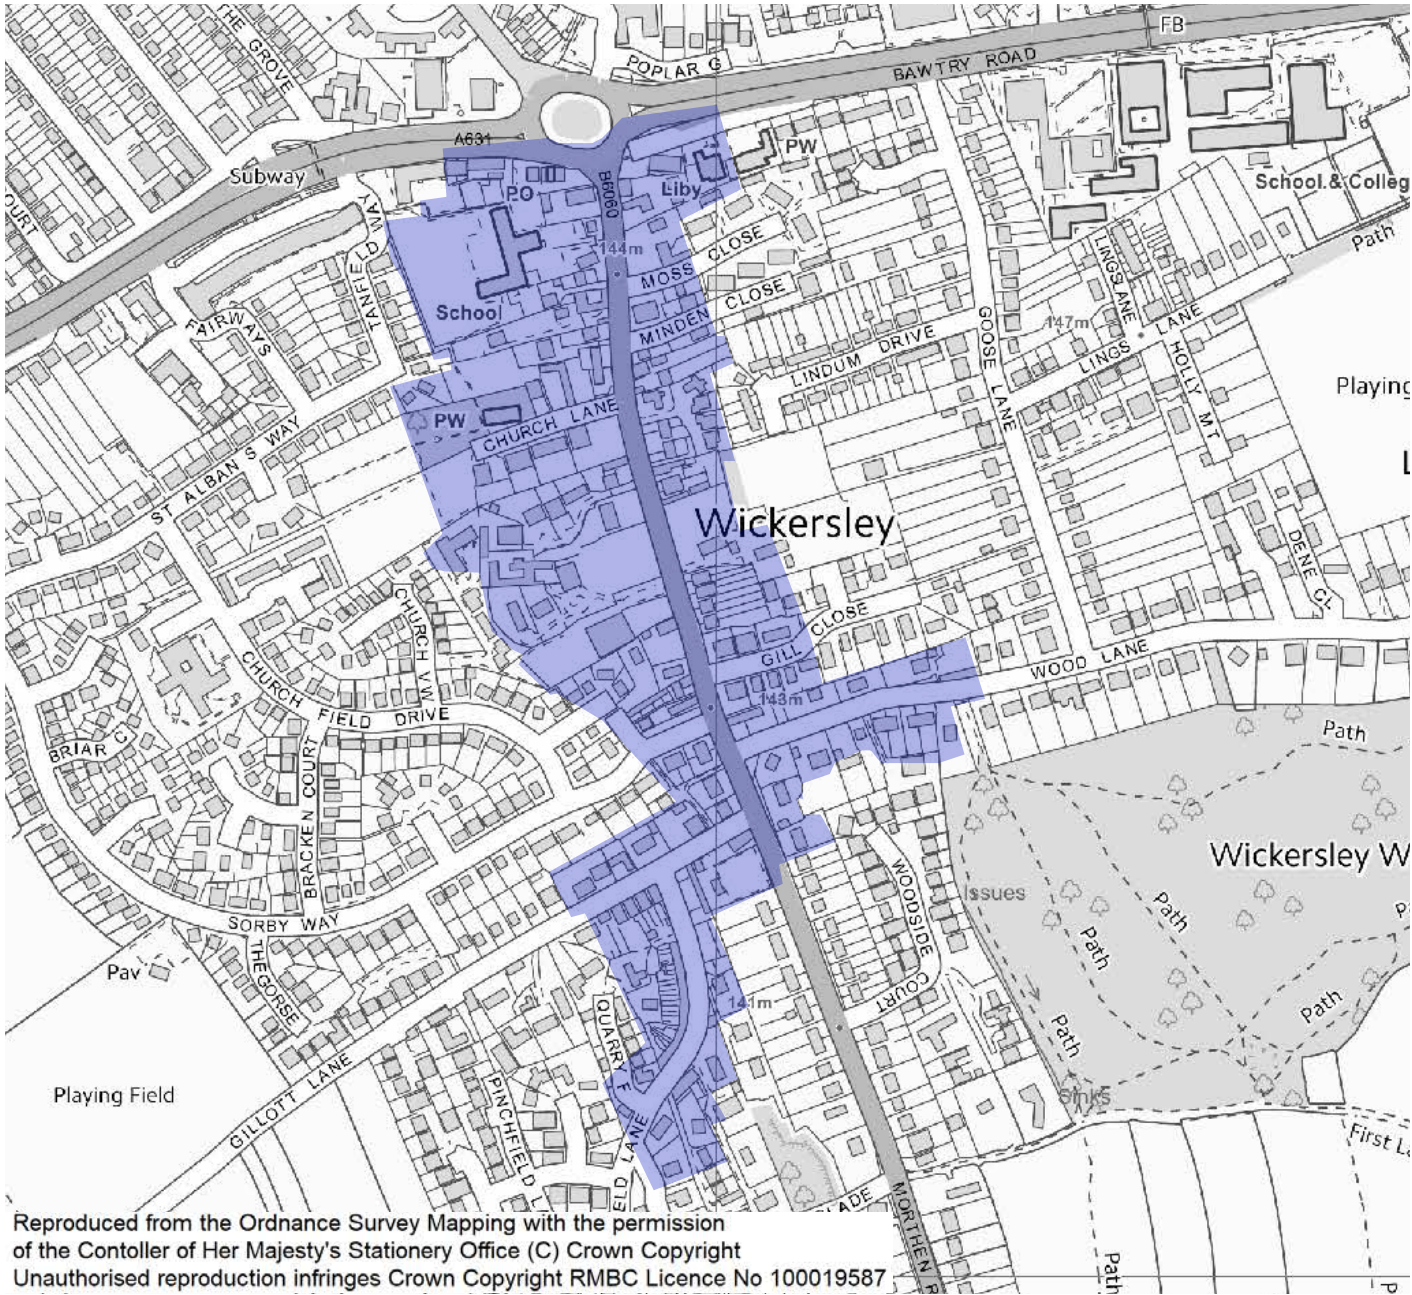 THE GROVE
POPLAR G
FB
BAWTRY ROAD
A631
Subway
PO
B6060
Liby
PW
School & Colleg
OURT
TANFIELD WAY
144m
MOSS CLOSE
Path
LINGS LANE
School
MINDEN CLOSE
FAIRWAYS
GOOSE LANE
147m
LINDUM DRIVE
LINGS LANE
HOLLY MT
Playing
PW
CHURCH LANE
ST ALBAN S WAY
L
Wickersley
DENE CL
CHURCH VW
GILL CLOSE
WOOD LANE
CHURCH FIELD DRIVE
143m
BRIAR C
BRACKEN COURT
Path
Wickersley W
WOODSIDE COURT
Issues
Path
Path
SORBY WAY
THE GORSE
Pav
141m
QUARRY F
ELD LANE
Path
Path
Playing Field
GILLOTT LANE
PINCHFIELD L
Sinks
First La
LADE
MORTHEN R
Path
P
Reproduced from the Ordnance Survey Mapping with the permission
of the Contoller of Her Majesty's Stationery Office (C) Crown Copyright
Unauthorised reproduction infringes Crown Copyright RMBC Licence No 100019587